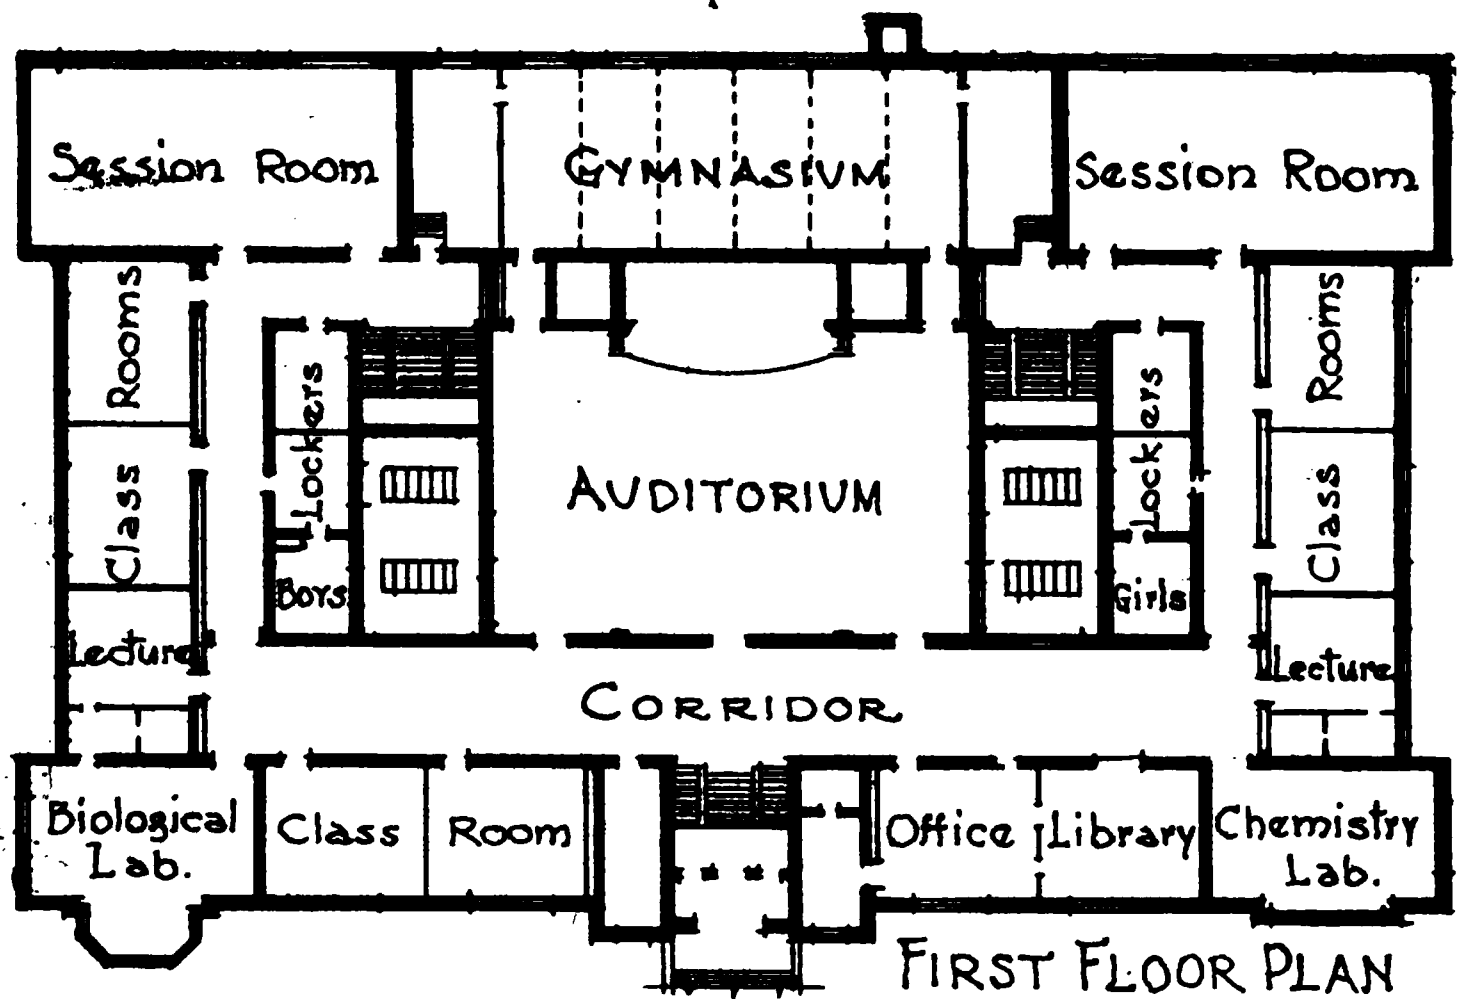 Session Room
GYMNASIUM
Session Room
Rooms
Class
Lecture
Lockers
Boys
AUDITORIUM
Lockers
Girls
Rooms
Class
Lecture
CORRIDOR
Biological
Lab.
Class
Room
Office
Library
Chemistry
Lab.
FIRST FLOOR PLAN